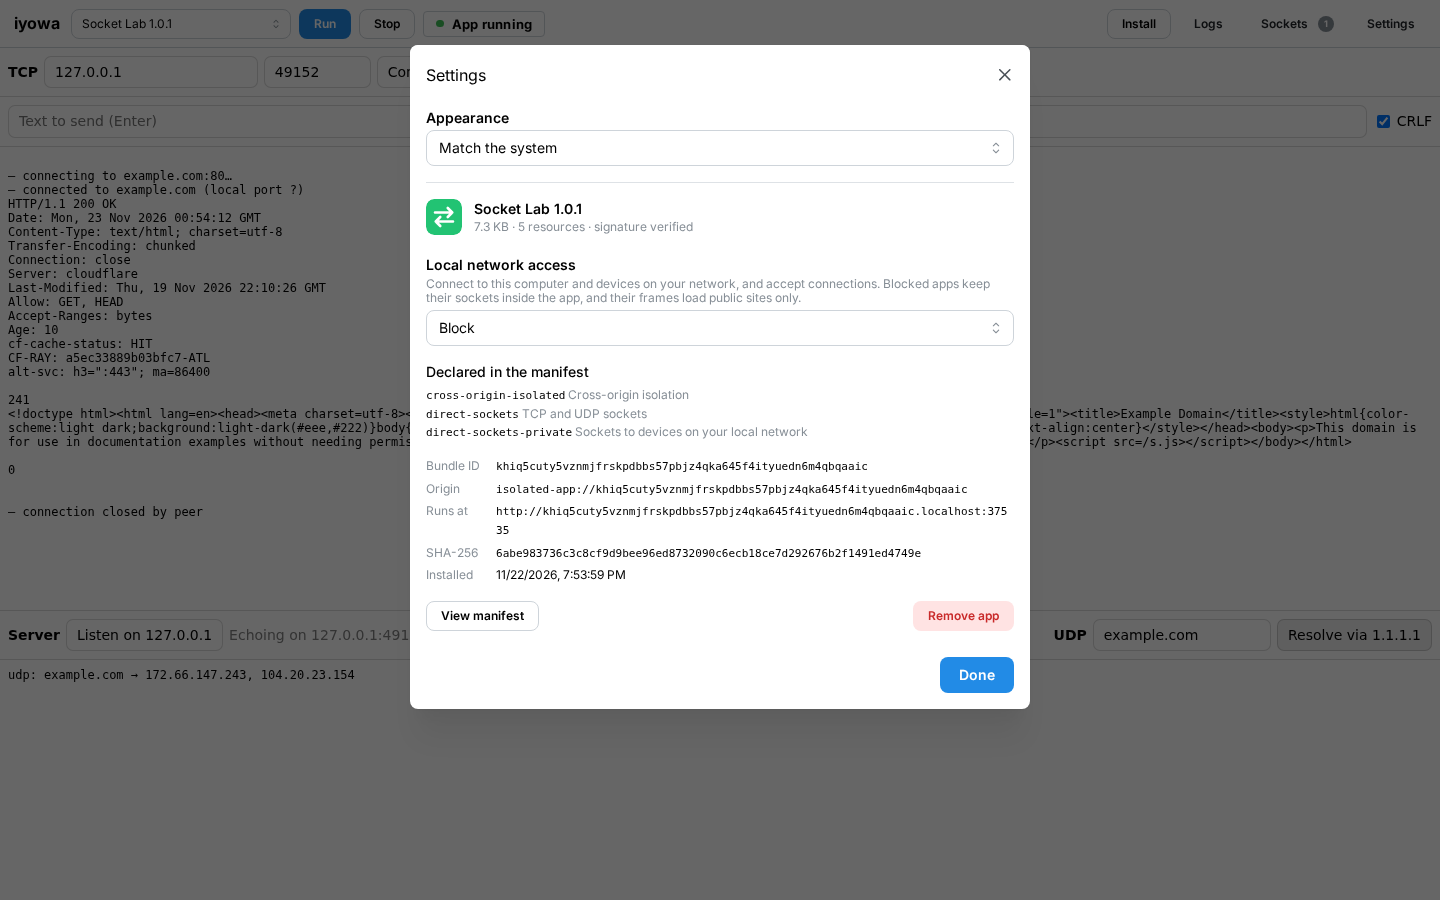 iyowa
Socket Lab 1.0.1
Run
Stop
App running
Install
Logs
Sockets 1
Settings
TCP
127.0.0.1
49152
Settings
Text to send (Enter)
CRLF
Appearance
Match the system
— connecting to example.com:80…
— connected to example.com (local port ?)
HTTP/1.1 200 OK
Date: Mon, 23 Nov 2026 00:54:12 GMT
Content-Type: text/html; charset=utf-8
Transfer-Encoding: chunked
Connection: close
Server: cloudflare
Last-Modified: Thu, 19 Nov 2026 22:10:26 GMT
Allow: GET, HEAD
Accept-Ranges: bytes
Age: 10
cf-cache-status: HIT
CF-RAY: a5ec33889b03bfc7-ATL
alt-svc: h3=":443"; ma=86400
241
<!doctype html><html lang=en><head><meta charset=utf-8><
le=1"><title>Example Domain</title><style>html{color-
scheme:light dark;background:light-dark(#eee,#222)}body{
xt-align:center}</style></head><body><p>This domain is
for use in documentation examples without needing permis
</p><script src=/s.js></script></body></html>
0
— connection closed by peer
Socket Lab 1.0.1
7.3 KB · 5 resources · signature verified
Local network access
Connect to this computer and devices on your network, and accept connections. Blocked apps keep
their sockets inside the app, and their frames load public sites only.
Block
Declared in the manifest
cross-origin-isolated Cross-origin isolation
direct-sockets TCP and UDP sockets
direct-sockets-private Sockets to devices on your local network
Bundle ID khiq5cuty5vznmjfrskpdbbs57pbjz4qka645f4ityuedn6m4qbqaaic
Origin isolated-app://khiq5cuty5vznmjfrskpdbbs57pbjz4qka645f4ityuedn6m4qbqaaic
Runs at http://khiq5cuty5vznmjfrskpdbbs57pbjz4qka645f4ityuedn6m4qbqaaic.localhost:375
35
SHA-256 6abe983736c3c8cf9d9bee96ed8732090c6ecb18ce7d292676b2f1491ed4749e
Installed 11/22/2026, 7:53:59 PM
View manifest
Remove app
Done
Server
Listen on 127.0.0.1
Echoing on 127.0.0.1:491
UDP
example.com
Resolve via 1.1.1.1
udp: example.com → 172.66.147.243, 104.20.23.154